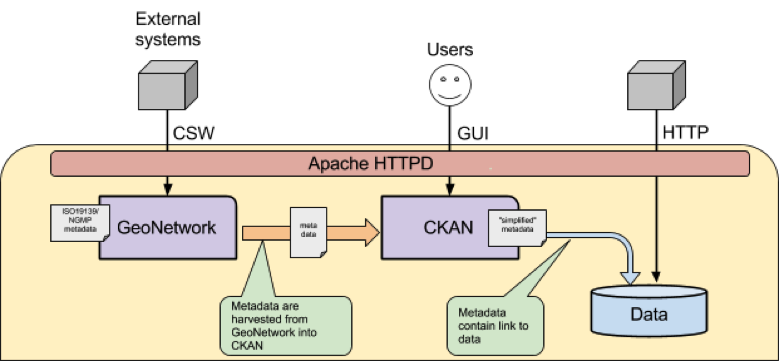 External
systems
Users
CSW
GUI
HTTP
Apache HTTPD
ISO19139/
NGMP
metadata
GeoNetwork
meta
data
CKAN
"simplified"
metadata
Metadata are
harvested from
GeoNetwork into
CKAN
Metadata
contain link to
data
Data